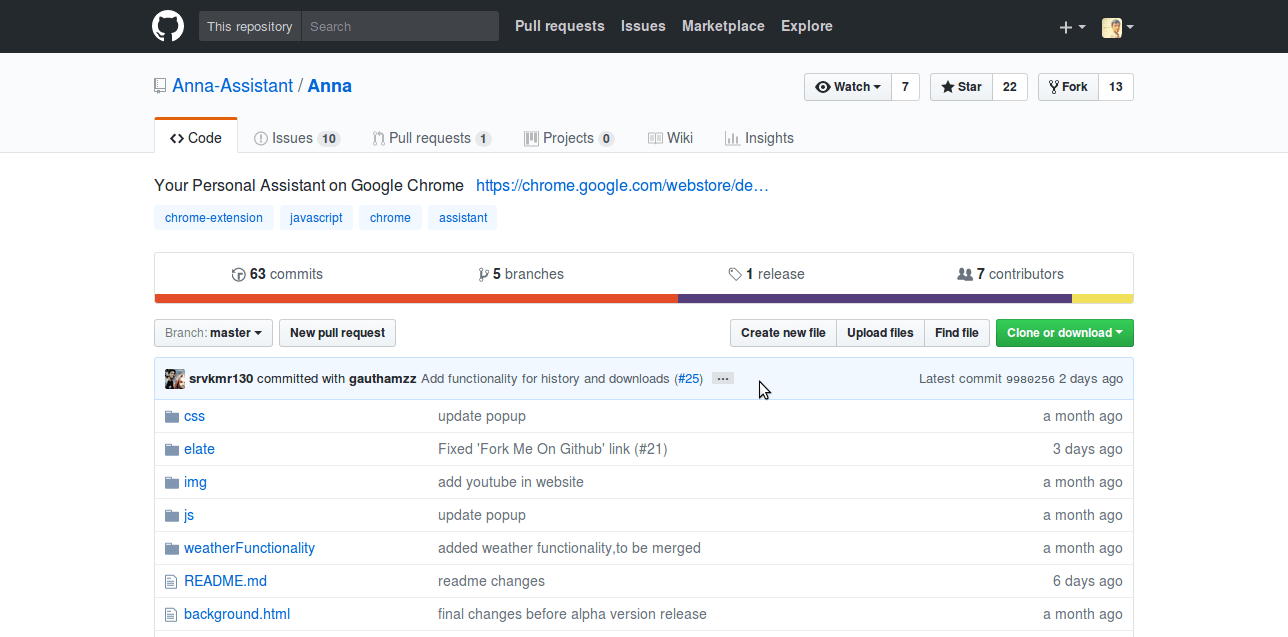 This repository Search Pull requests Issues Marketplace Explore
Anna-Assistant / Anna Watch 7 Star 22 Fork 13
Code Issues 10 Pull requests 1 Projects 0 Wiki Insights
Your Personal Assistant on Google Chrome https://chrome.google.com/webstore/de…
chrome-extension javascript chrome assistant
63 commits 5 branches 1 release 7 contributors
Branch: master New pull request Create new file Upload files Find file Clone or download
srvkmr130 committed with gauthamzz Add functionality for history and downloads (#25) … Latest commit 9980256 2 days ago
css update popup a month ago
elate Fixed 'Fork Me On Github' link (#21) 3 days ago
img add youtube in website a month ago
js update popup a month ago
weatherFunctionality added weather functionality,to be merged a month ago
README.md readme changes 6 days ago
background.html final changes before alpha version release a month ago